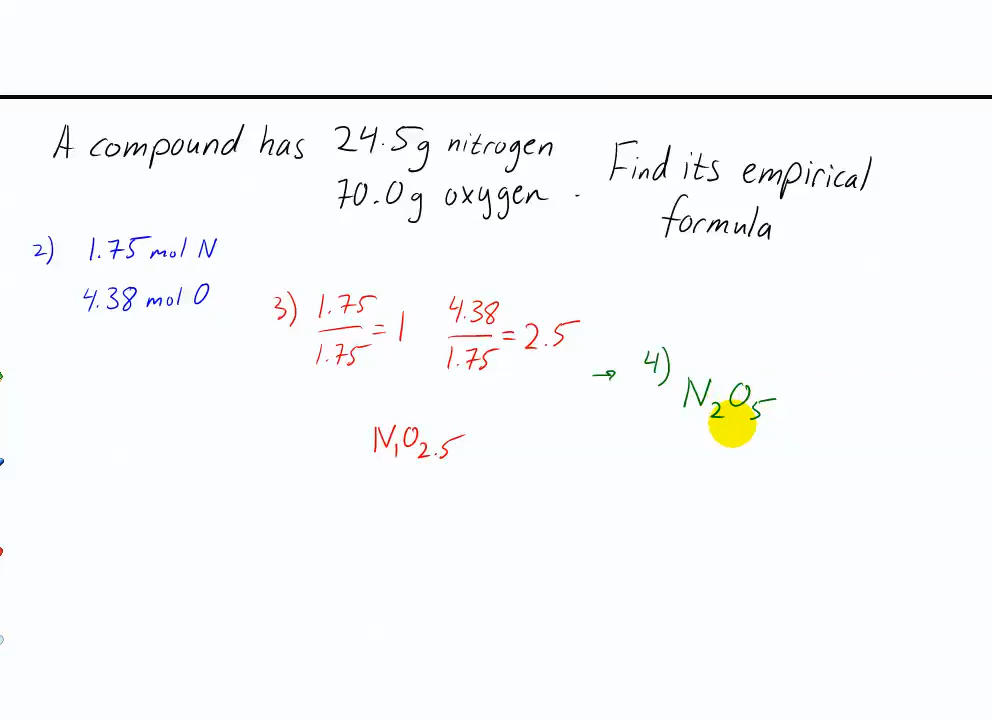 A compound has 24.5g nitrogen
70.0g oxygen.
Find its empirical
formula
2) 1.75 mol N
4.38 mol O
3) 1.75/1.75 = 1 4.38/1.75 = 2.5
N₁O₂.₅
→ 4) N₂O₅